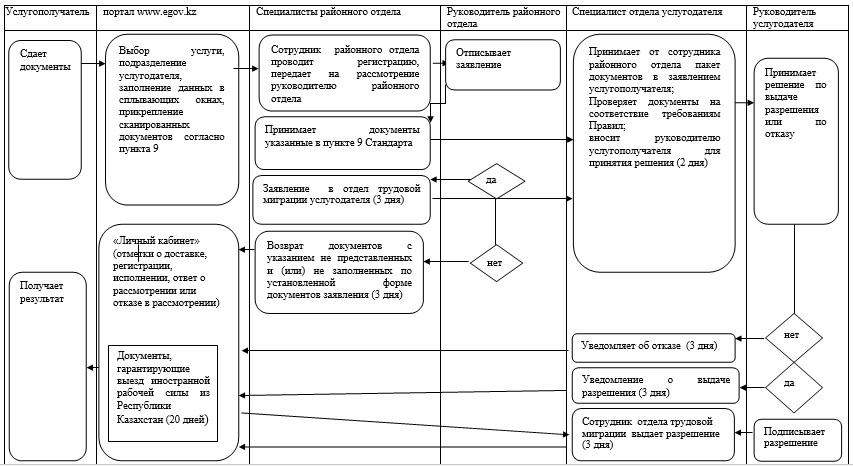 Услугополучатель
портал www.egov.kz
Специалисты районного отдела
Руководитель районного
отдела
Специалист отдела услугодателя
Руководитель
услугодателя
Сдает
документы
Выбор услуги,
подразделение
услугодателя,
заполнение данных в
сплывающих окнах,
прикрепление
сканированных
документов согласно
пункта 9
Сотрудник районного отдела
проводит регистрацию,
передает на рассмотрение
руководителю районного
отдела
Отписывает
заявление
Принимает от сотрудника
районного отдела пакет
документов в заявлением
услугополучателя;
Проверяет документы на
соответствие требованиям
Правил;
вносит руководителю
услугополучателя для
принятия решения (2 дня)
Принимает
решение по
выдаче
разрешения
или по
отказу
Принимает документы
указанные в пункте 9 Стандарта
Заявление в отдел трудовой
миграции услугодателя (3 дня)
да
«Личный кабинет»
(отметки о доставке,
регистрации,
исполнении, ответ о
рассмотрении или
отказе в рассмотрении)
Возврат документов с
указанием не представленных
и (или) не заполненных по
установленной форме
документов заявления (3 дня)
нет
Получает
результат
Документы,
гарантирующие
выезд иностранной
рабочей силы из
Республики
Казахстан (20 дней)
Уведомляет об отказе (3 дня)
нет
Уведомление о выдаче
разрешения (3 дня)
да
Сотрудник отдела трудовой
миграции выдает разрешение
(3 дня)
Подписывает
разрешение